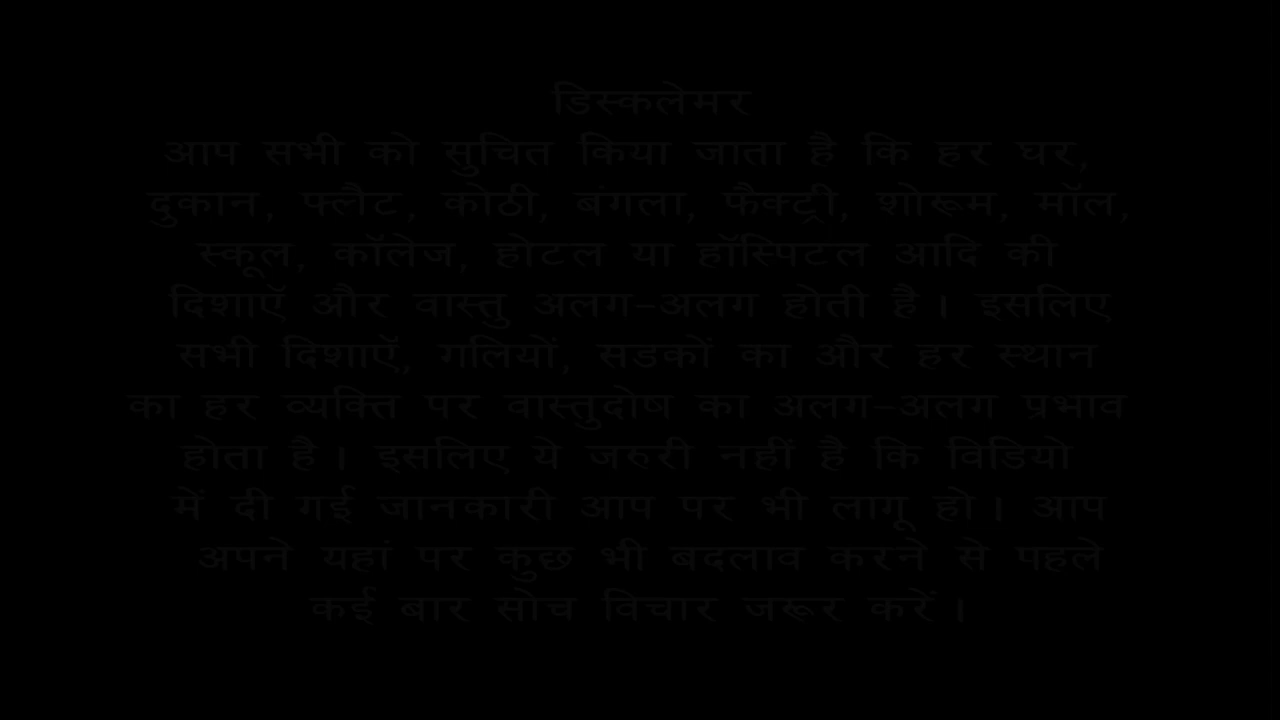 डिस्कलेमर
आप सभी को सुचित किया जाता है कि हर घर,
दुकान, फ्लैट, कोठी, बंगला, फैक्ट्री, शोरूम, मॉल,
स्कूल, कॉलेज, होटल या हॉस्पिटल आदि की
दिशाएँ और वास्तु अलग-अलग होती है। इसलिए
सभी दिशाएँ, गलियों, सडकों का और हर स्थान
का हर व्यक्ति पर वास्तुदोष का अलग-अलग प्रभाव
होता है। इसलिए ये जरुरी नहीं है कि विडियो
में दी गई जानकारी आप पर भी लागू हो। आप
अपने यहां पर कुछ भी बदलाव करने से पहले
कई बार सोच विचार जरूर करें।